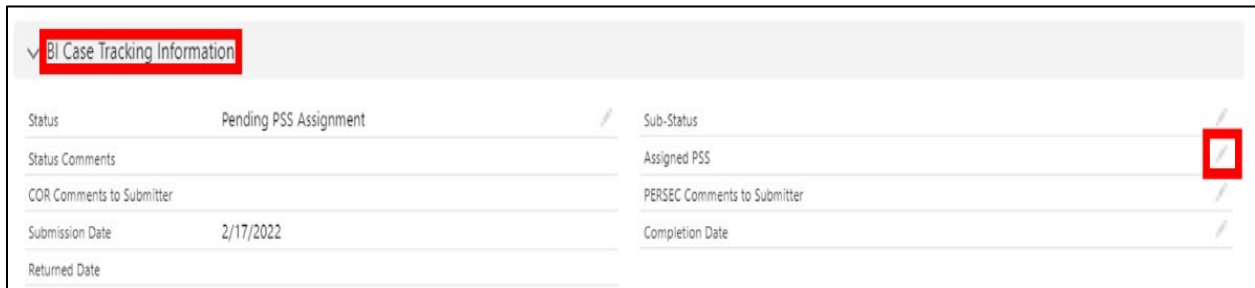 BI Case Tracking Information
Status Pending PSS Assignment
Status Comments
COR Comments to Submitter
Submission Date 2/17/2022
Returned Date
Sub-Status
Assigned PSS
PERSEC Comments to Submitter
Completion Date